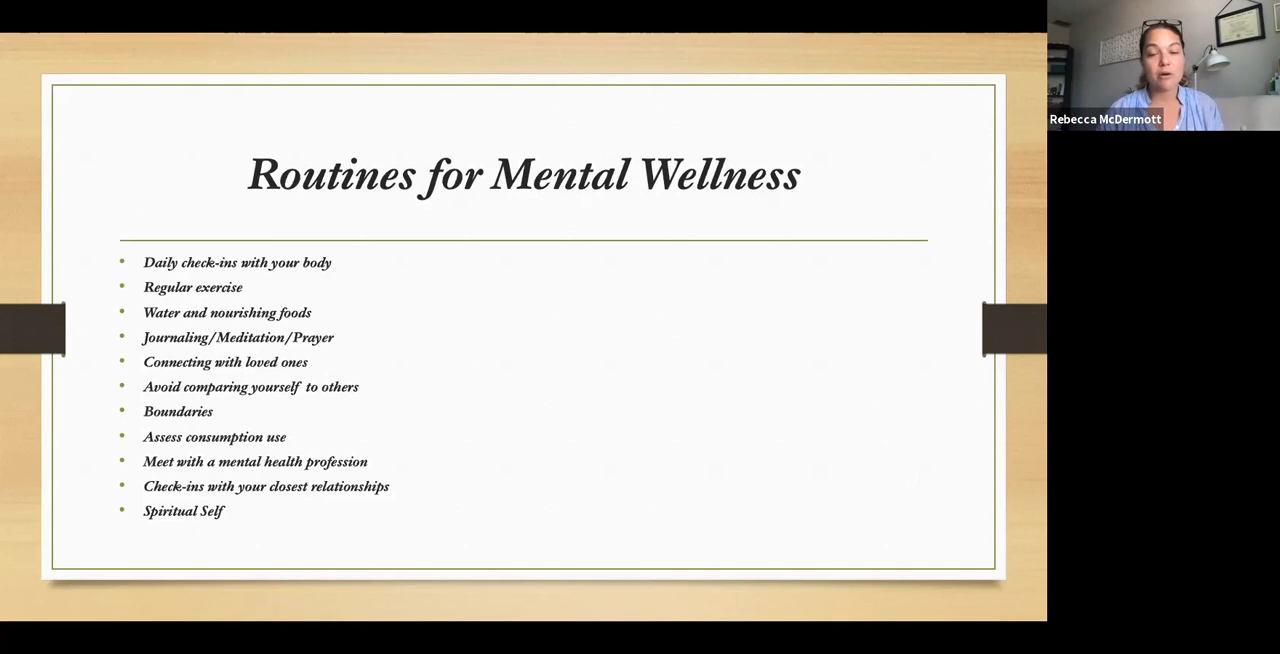 Routines for Mental Wellness
Daily check-ins with your body
Regular exercise
Water and nourishing foods
Journaling/Meditation/Prayer
Connecting with loved ones
Avoid comparing yourself to others
Boundaries
Assess consumption use
Meet with a mental health profession
Check-ins with your closest relationships
Spiritual Self
Rebecca McDermott